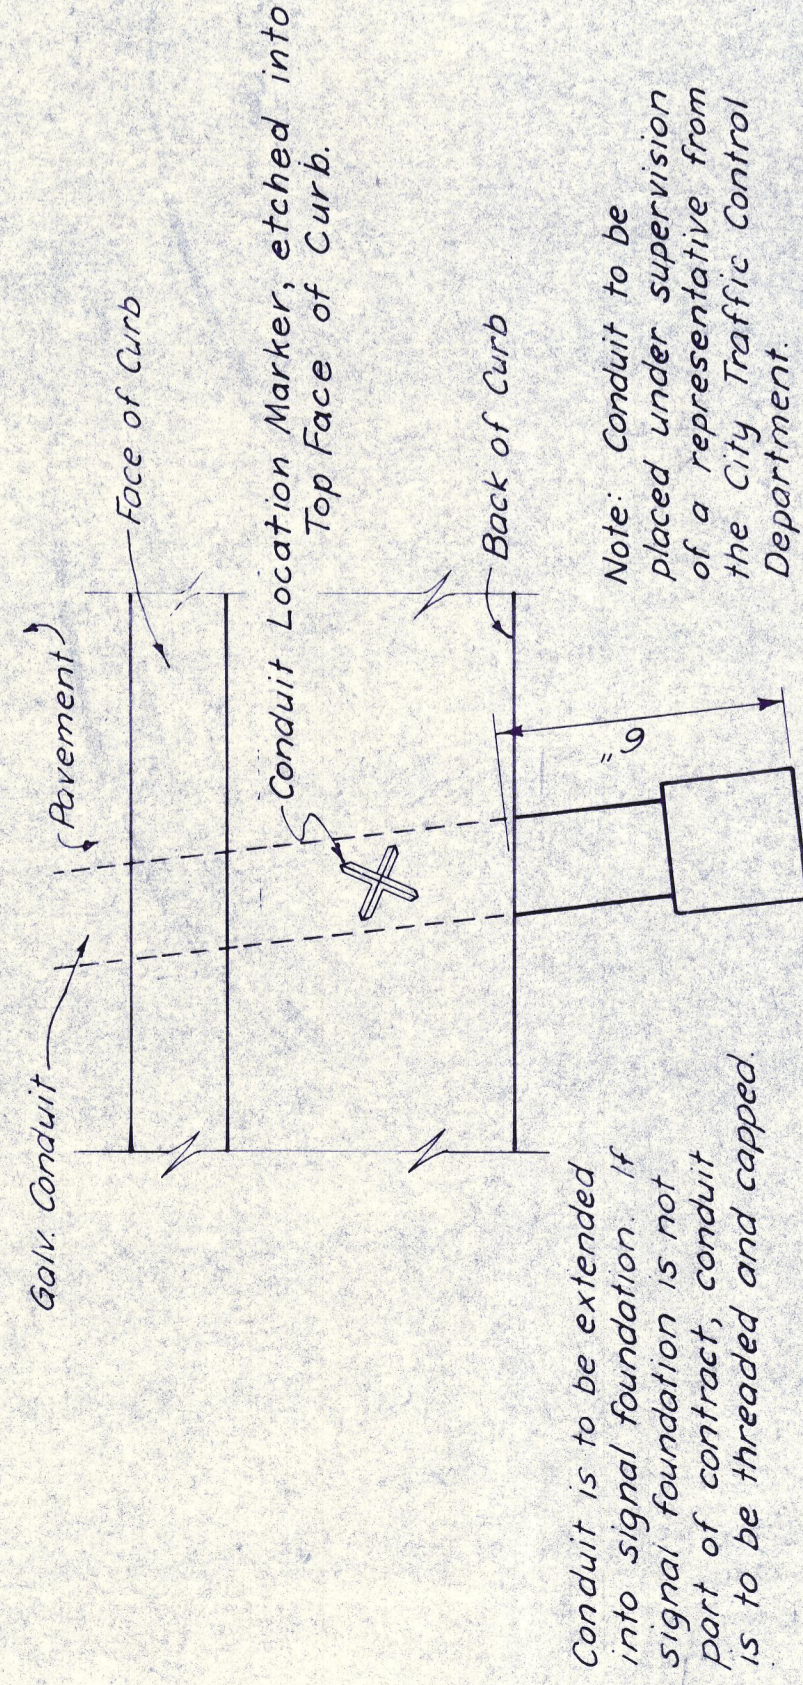 Galv. Conduit
Pavement
Face of Curb
Conduit Location Marker, etched into
Top Face of Curb.
Back of Curb
6"
Conduit is to be extended
into signal foundation. If
signal foundation is not
part of contract, conduit
is to be threaded and capped.
Note: Conduit to be
placed under supervision
of a representative from
the City Traffic Control
Department.